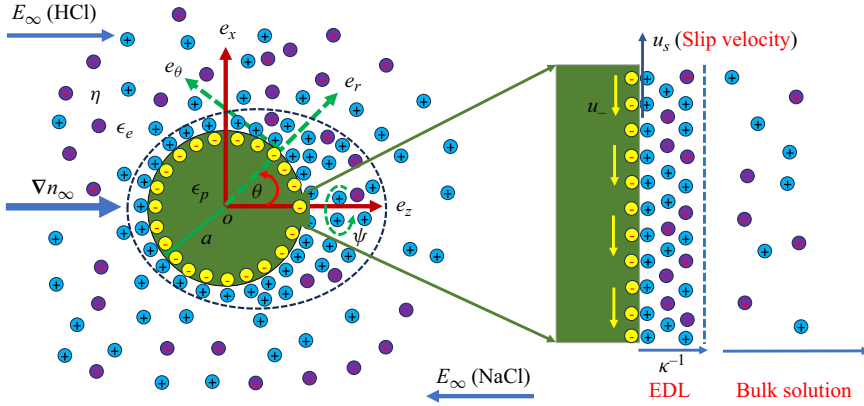 E∞ (HCl)
e_x
u_s (Slip velocity)
e_θ
e_r
η
u_−
ϵ_e
ϵ_p
θ
∇n∞
o
e_z
a
ψ
κ⁻¹
E∞ (NaCl)
EDL
Bulk solution